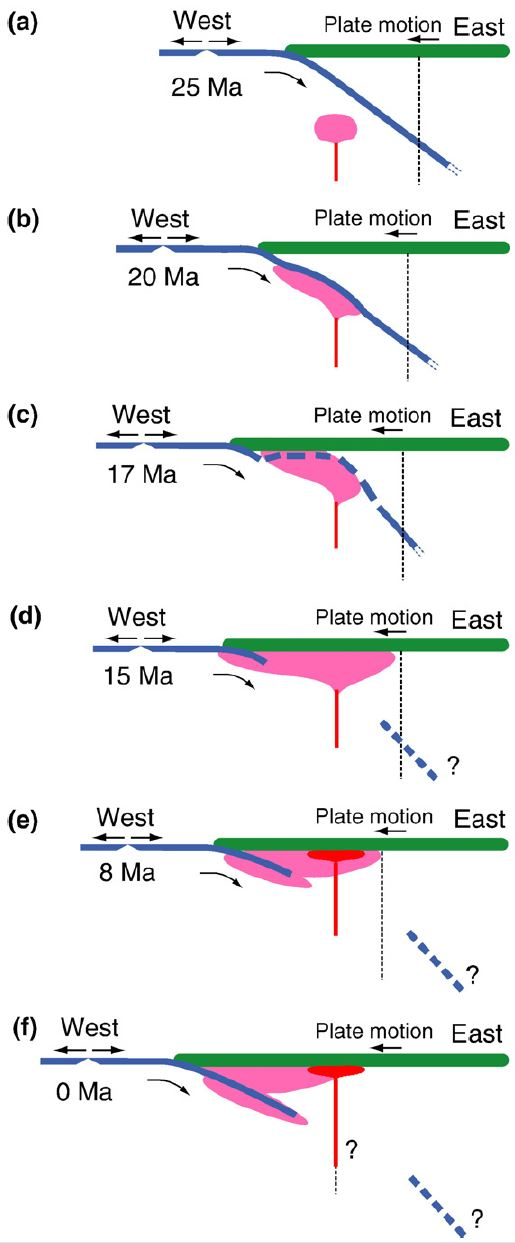 (a)
West Plate motion East
25 Ma
(b)
West Plate motion East
20 Ma
(c)
West Plate motion East
17 Ma
(d)
West Plate motion East
15 Ma
?
(e)
West Plate motion East
8 Ma
?
(f)
West Plate motion East
0 Ma
?
?